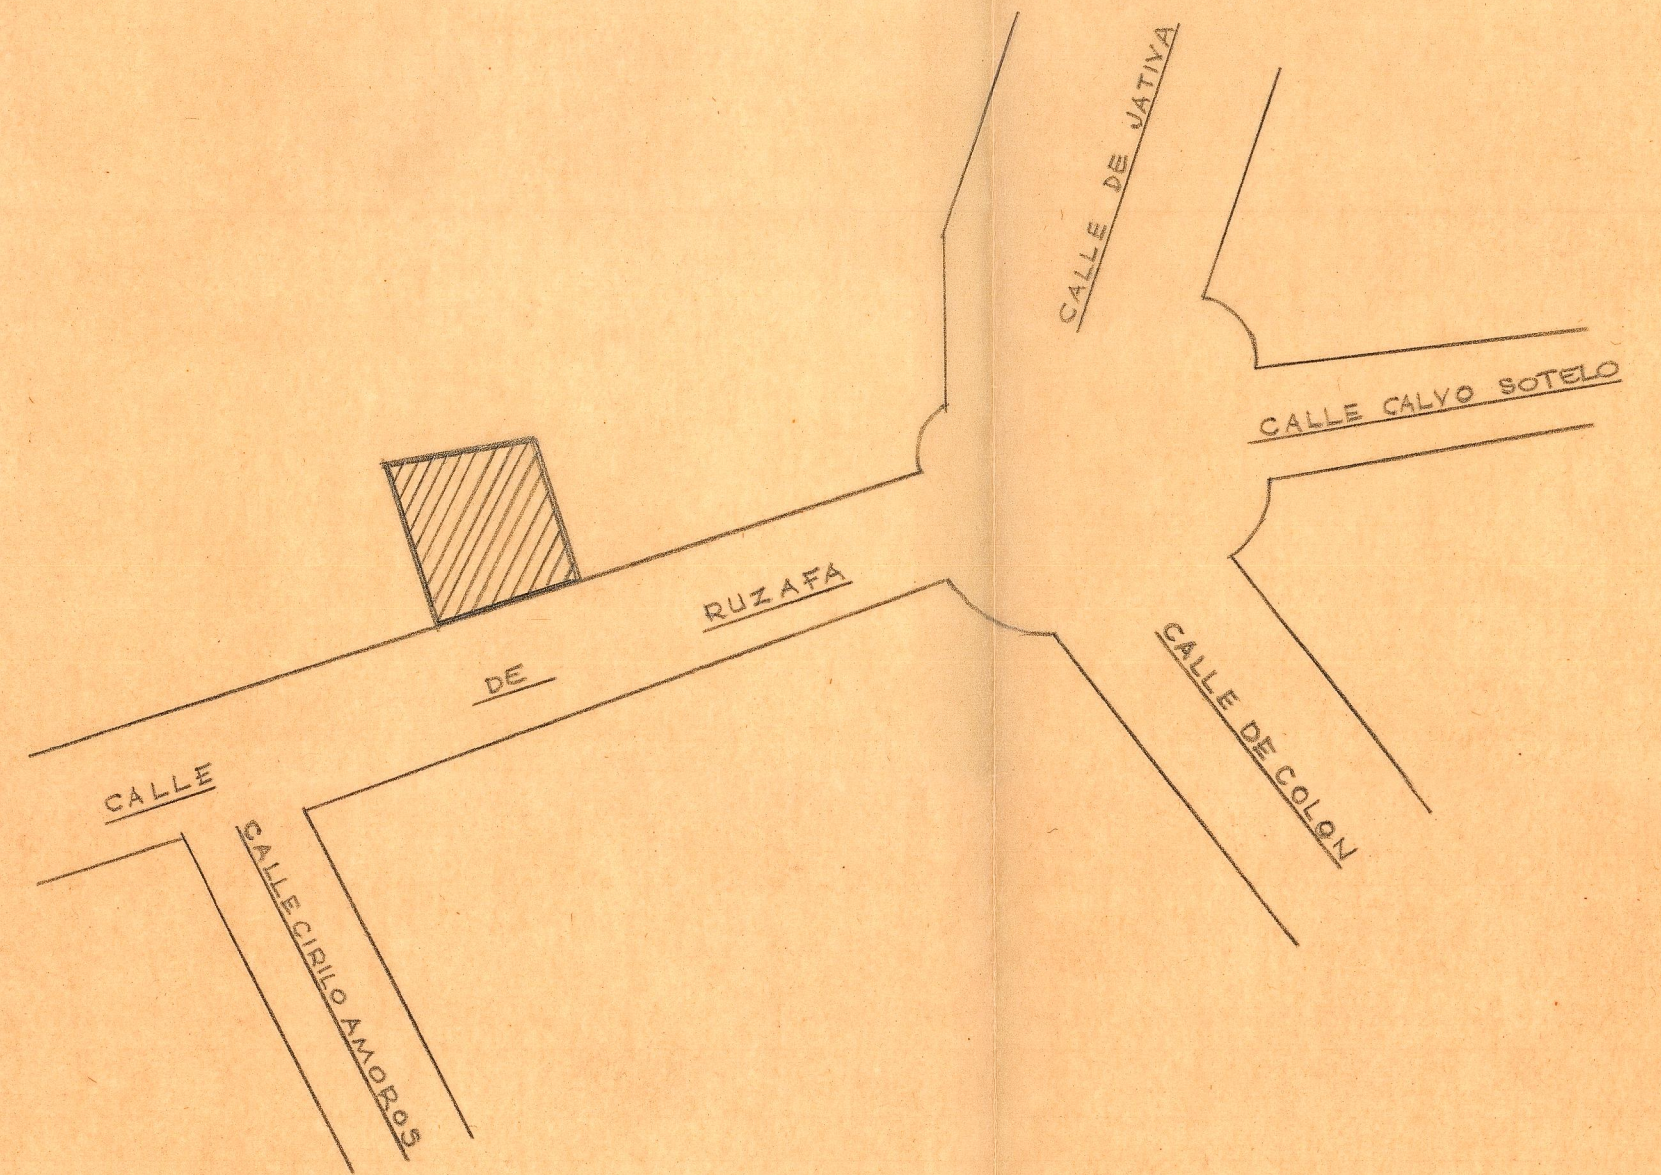 CALLE DE JATIVA
CALLE CALVO SOTELO
CALLE DE RUZAFA
CALLE DE COLON
CALLE CIRILO AMOROS